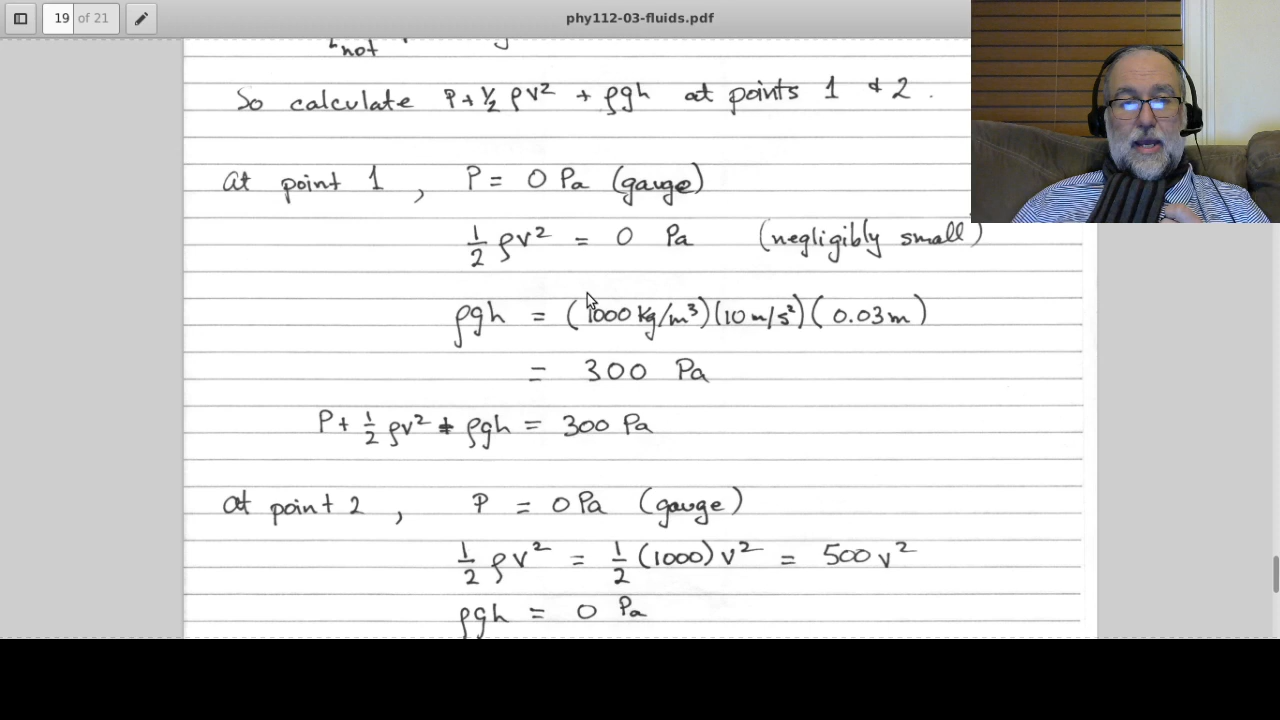 19 of 21
phy112-03-fluids.pdf
not
So calculate P + 1/2 ρv² + ρgh at points 1 & 2 .
at point 1 , P = 0 Pa (gauge)
1/2 ρv² = 0 Pa (negligibly small)
ρgh = (1000 kg/m³)(10 m/s²)(0.03 m)
= 300 Pa
P + 1/2 ρv² + ρgh = 300 Pa
at point 2 , P = 0 Pa (gauge)
1/2 ρv² = 1/2 (1000) v² = 500 v²
ρgh = 0 Pa